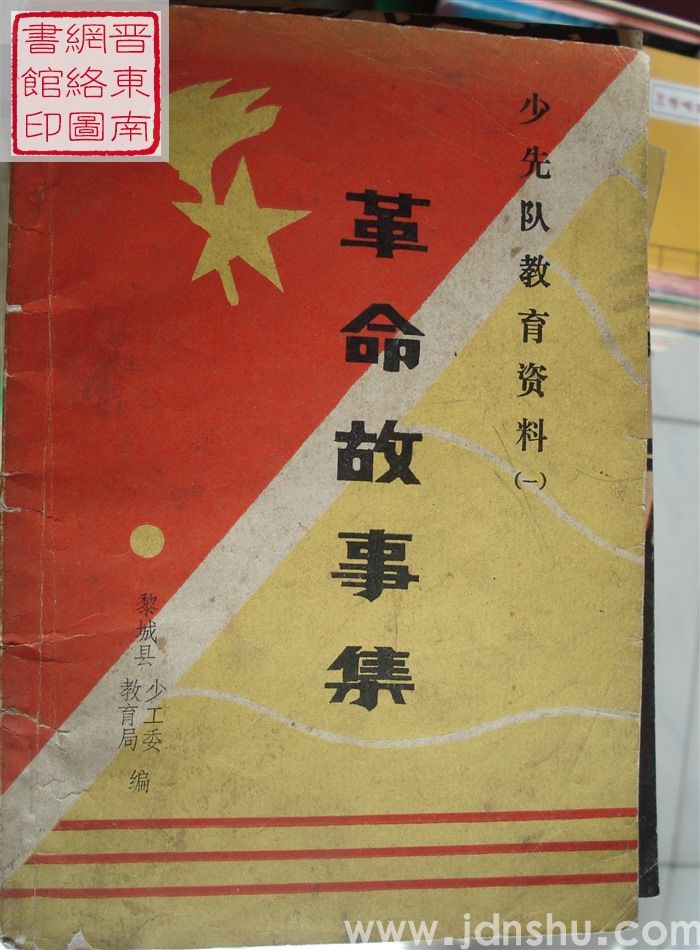 晋東南
網絡圖
書館印
少先队教育资料(一)
革命故事集
黎城县
少工委
教育局
编
www.jdnshu.com